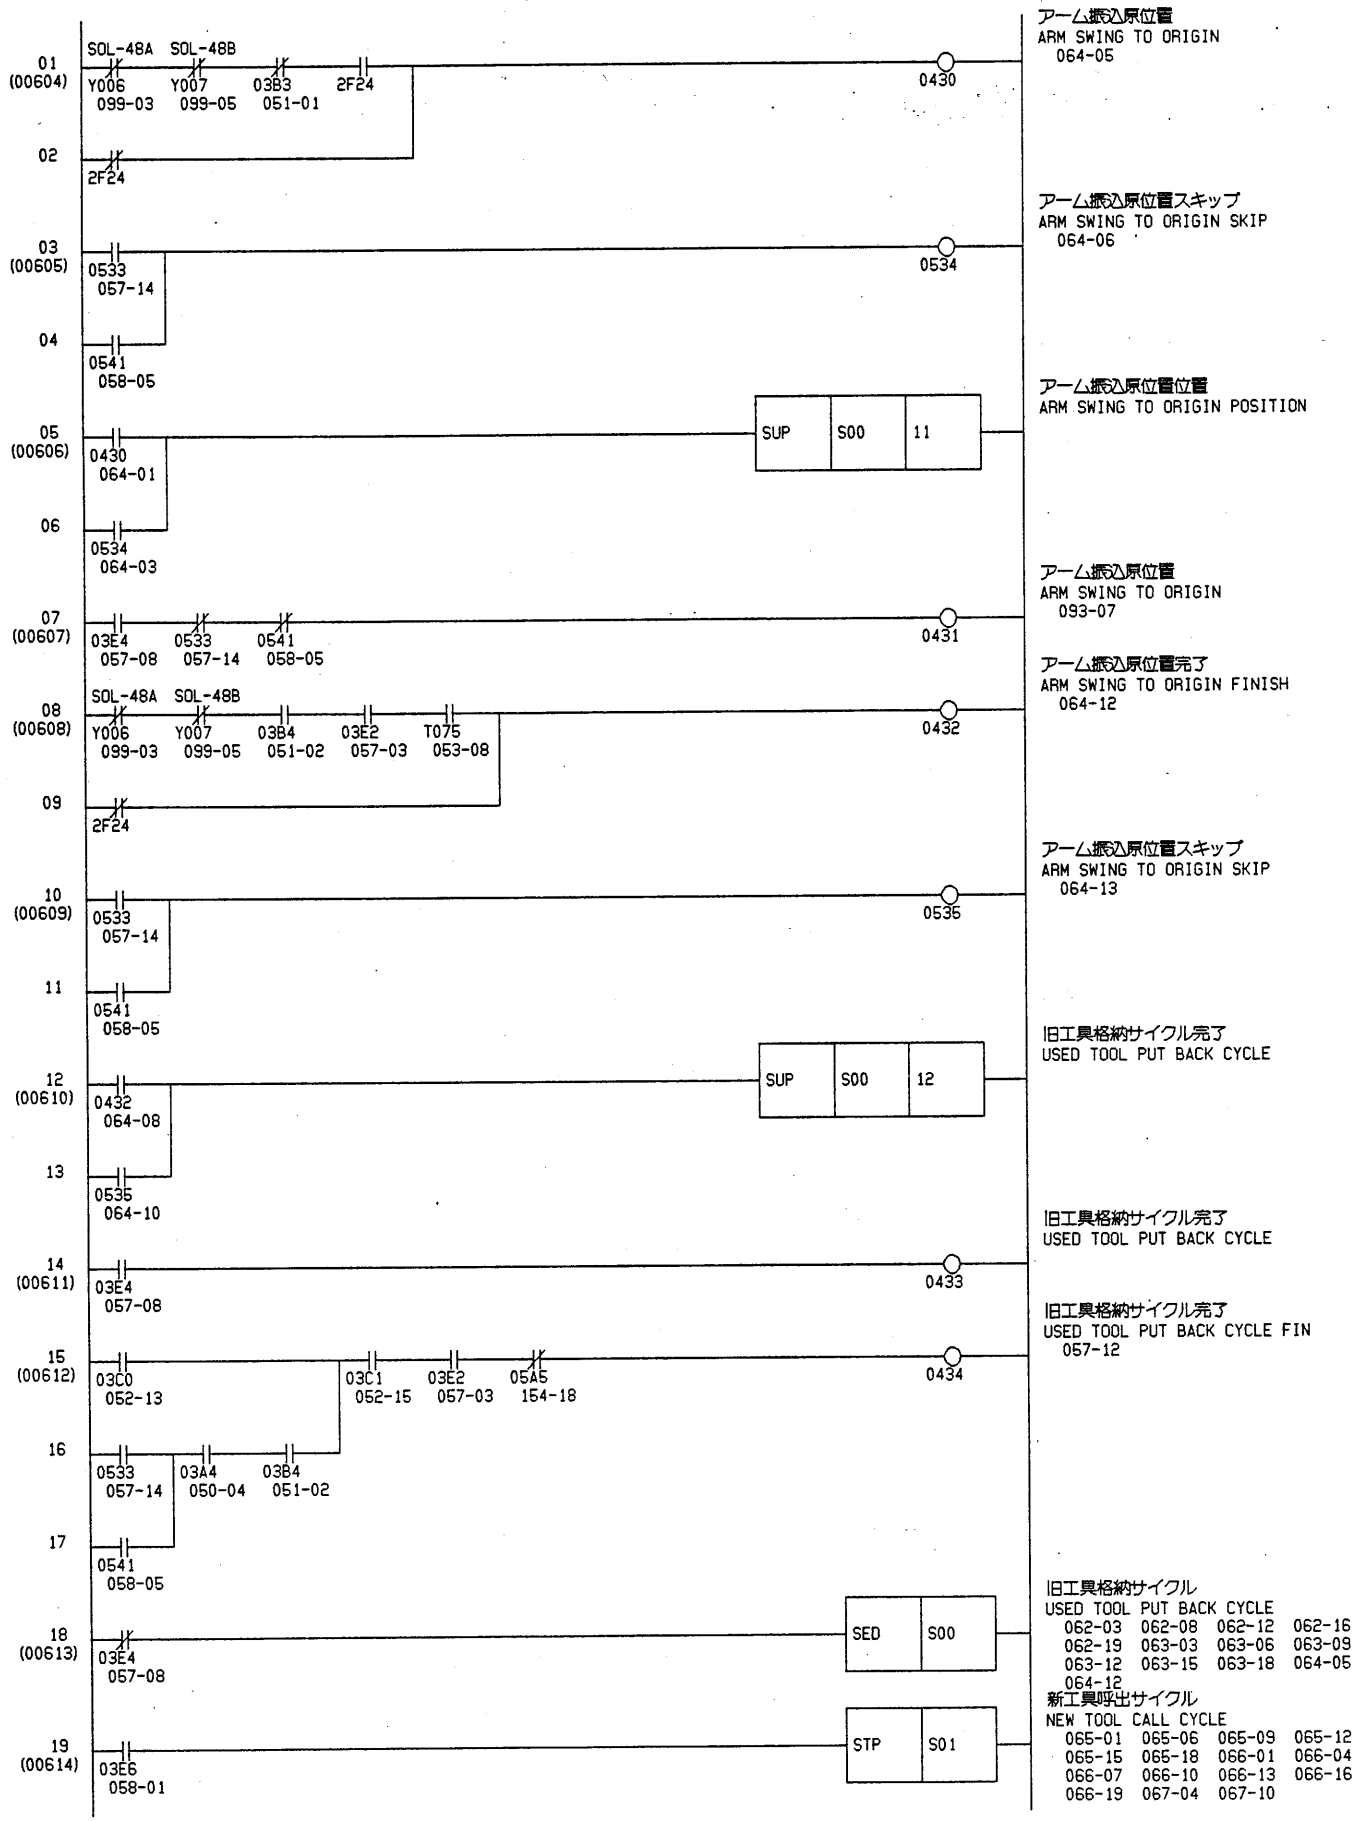 アーム振込原位置
ARM SWING TO ORIGIN
064-05
01
(00604)
SOL-48A SOL-48B
Y006 Y007 03B3 2F24 0430
099-03 099-05 051-01
02
2F24
アーム振込原位置スキップ
ARM SWING TO ORIGIN SKIP
064-06
03
(00605)
0533 0534
057-14
04
0541
058-05
アーム振込原位置位置
ARM SWING TO ORIGIN POSITION
05
(00606)
SUP S00 11
0430
064-01
06
0534
064-03
アーム振込原位置
ARM SWING TO ORIGIN
093-07
07
(00607)
03E4 0533 0541 0431
057-08 057-14 058-05
アーム振込原位置完了
ARM SWING TO ORIGIN FINISH
064-12
08
(00608)
SOL-48A SOL-48B
Y006 Y007 03B4 03E2 T075 0432
099-03 099-05 051-02 057-03 053-08
09
2F24
アーム振込原位置スキップ
ARM SWING TO ORIGIN SKIP
064-13
10
(00609)
0533 0535
057-14
11
0541
058-05
旧工具格納サイクル完了
USED TOOL PUT BACK CYCLE
12
(00610)
SUP S00 12
0432
064-08
13
0535
064-10
旧工具格納サイクル完了
USED TOOL PUT BACK CYCLE
14
(00611)
03E4 0433
057-08
旧工具格納サイクル完了
USED TOOL PUT BACK CYCLE FIN
057-12
15
(00612)
03C0 03C1 03E2 05A5 0434
052-13 052-15 057-03 154-18
16
0533 03A4 03B4
057-14 050-04 051-02
17
0541
058-05
旧工具格納サイクル
USED TOOL PUT BACK CYCLE
062-03 062-08 062-12 062-16
062-19 063-03 063-06 063-09
063-12 063-15 063-18 064-05
064-12
18
(00613)
SED S00
03E4
057-08
新工具呼出サイクル
NEW TOOL CALL CYCLE
065-01 065-06 065-09 065-12
065-15 065-18 066-01 066-04
066-07 066-10 066-13 066-16
066-19 067-04 067-10
19
(00614)
STP S01
03E6
058-01